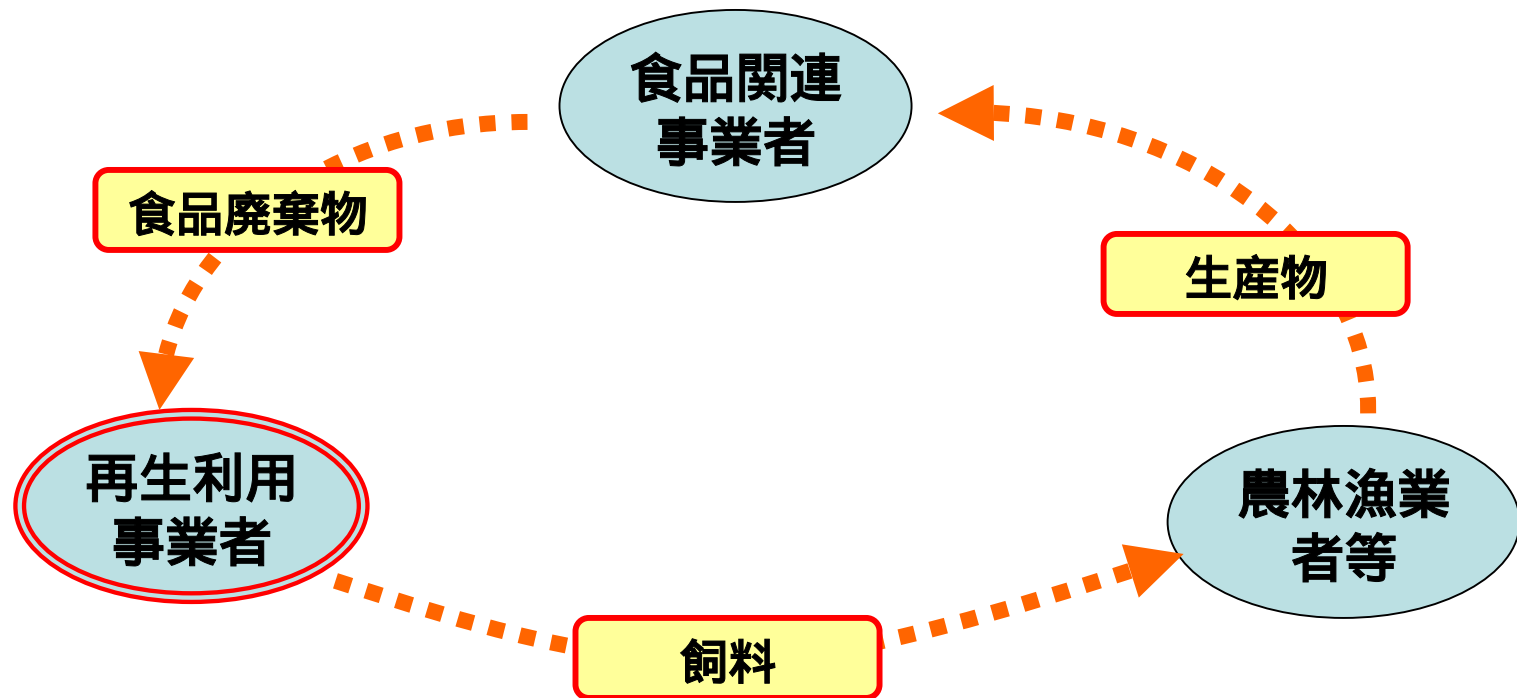 食品関連
事業者
食品廃棄物
生産物
再生利用
事業者
農林漁業
者等
飼料